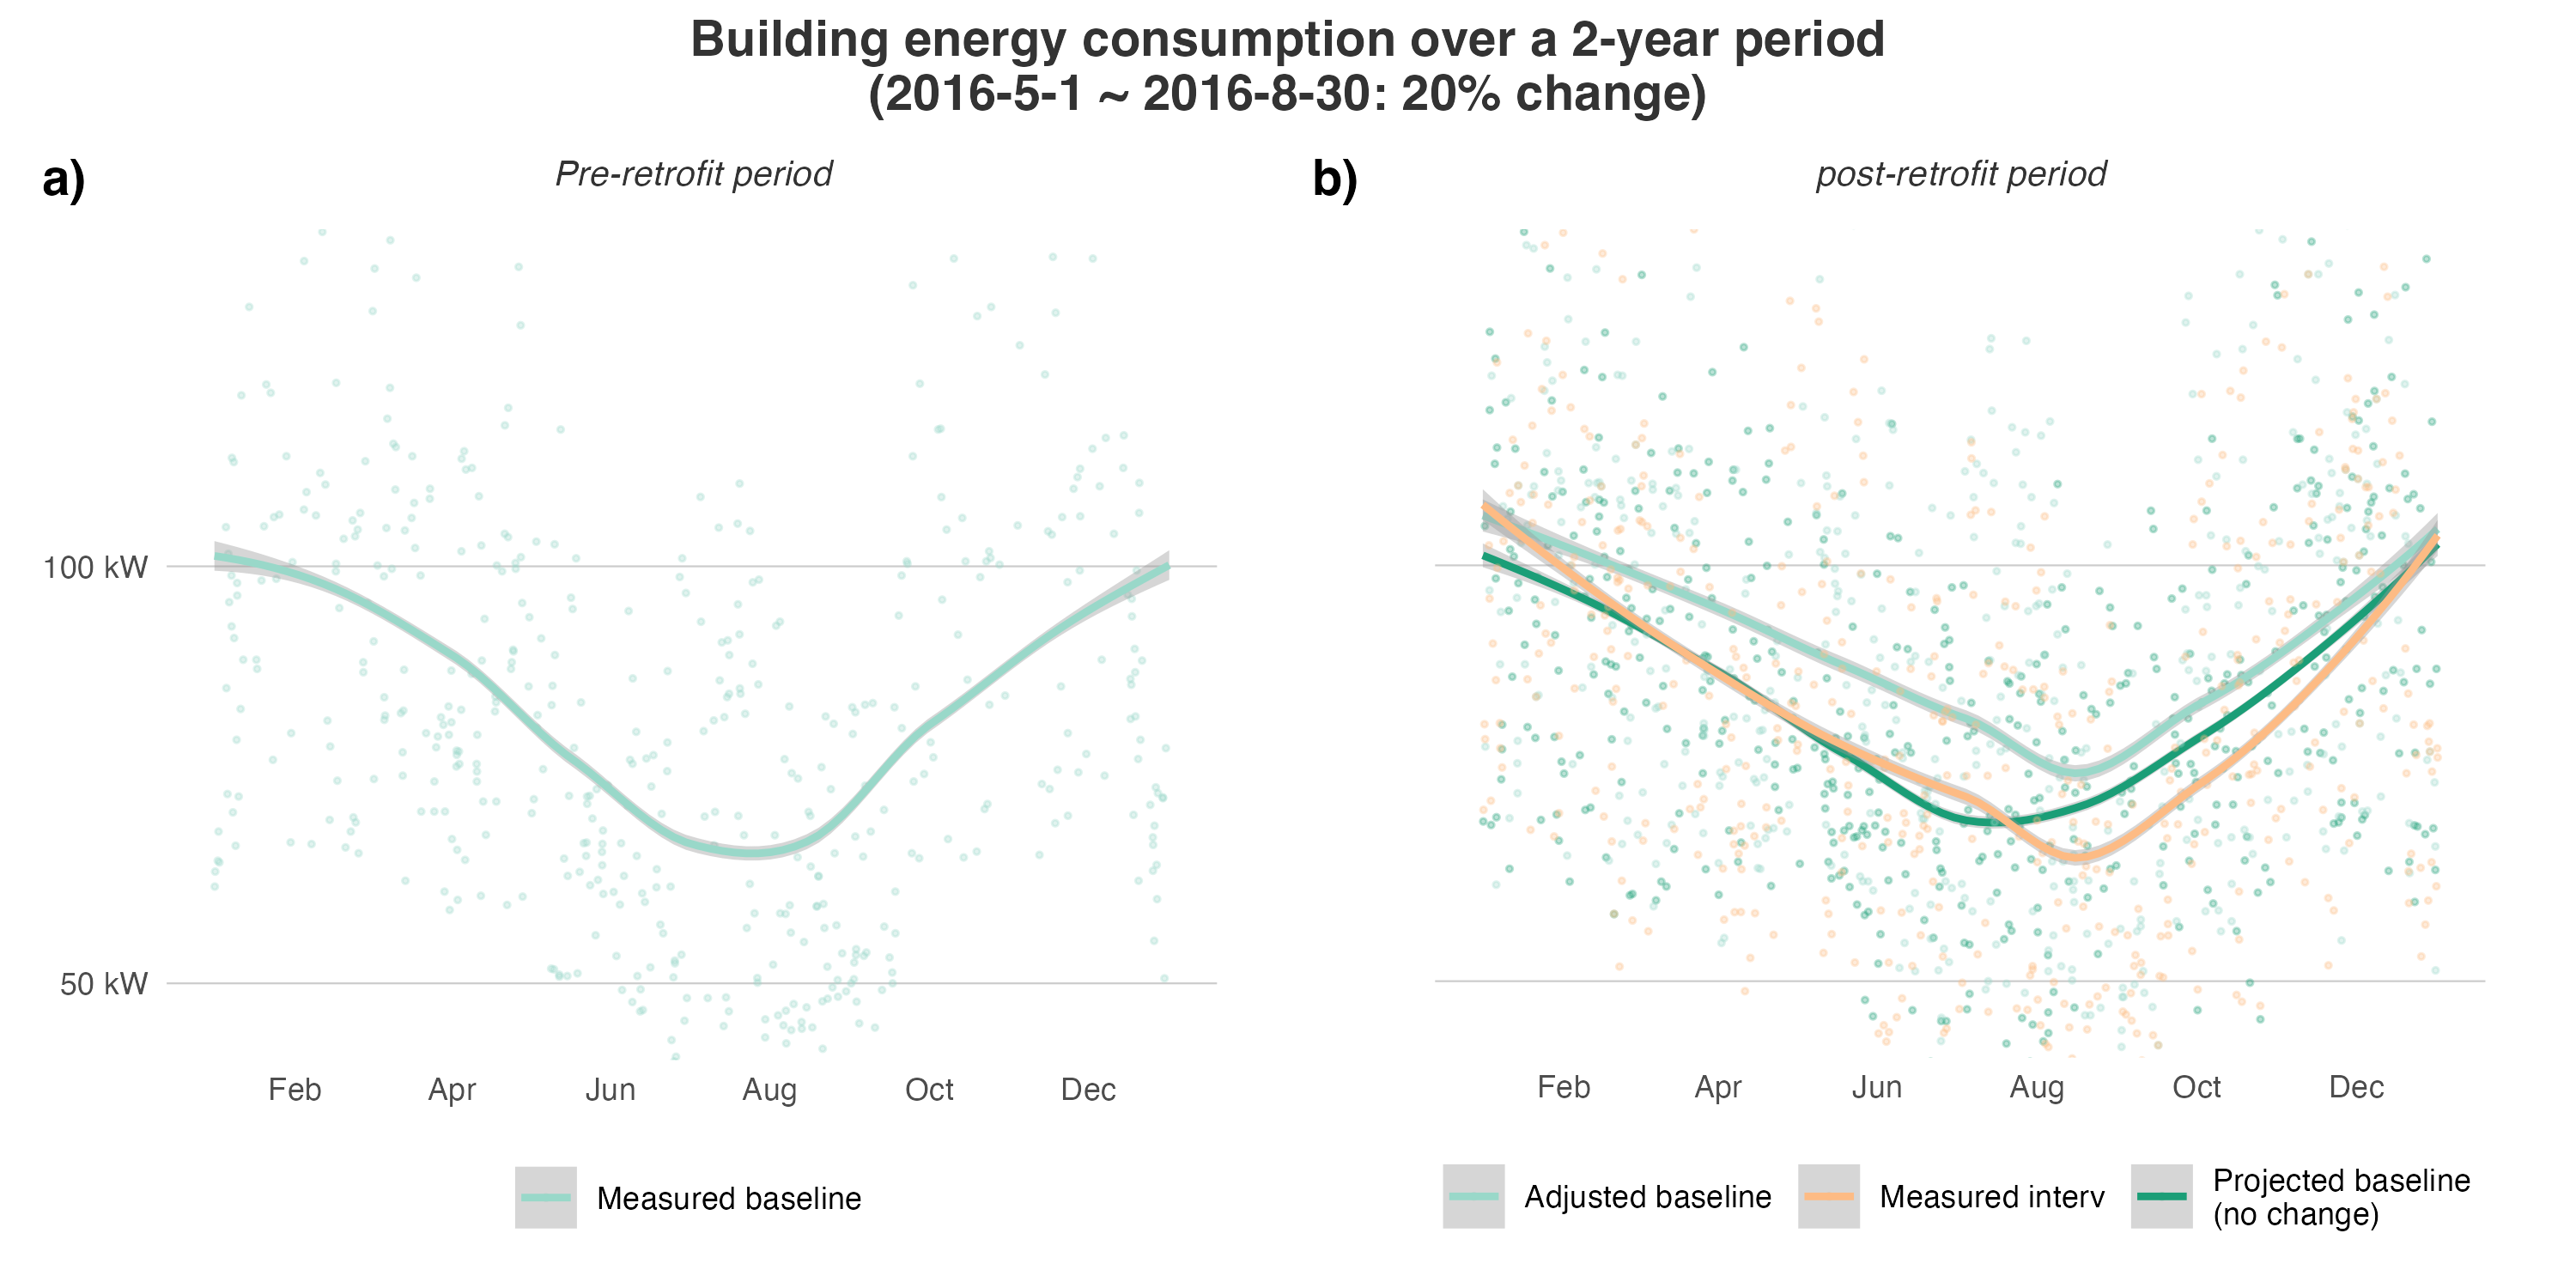 Building energy consumption over a 2-year period
(2016-5-1 ~ 2016-8-30: 20% change)
a)
Pre-retrofit period
100 kW
50 kW
Feb Apr Jun Aug Oct Dec
Measured baseline
b)
post-retrofit period
Feb Apr Jun Aug Oct Dec
Adjusted baseline
Measured interv
Projected baseline
(no change)